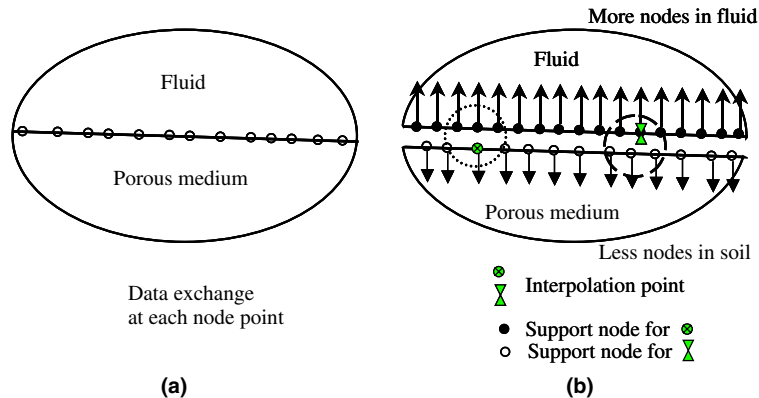 Fluid
Porous medium
Data exchange
at each node point
(a)
More nodes in fluid
Fluid
Porous medium
Less nodes in soil
Interpolation point
Support node for
Support node for
(b)